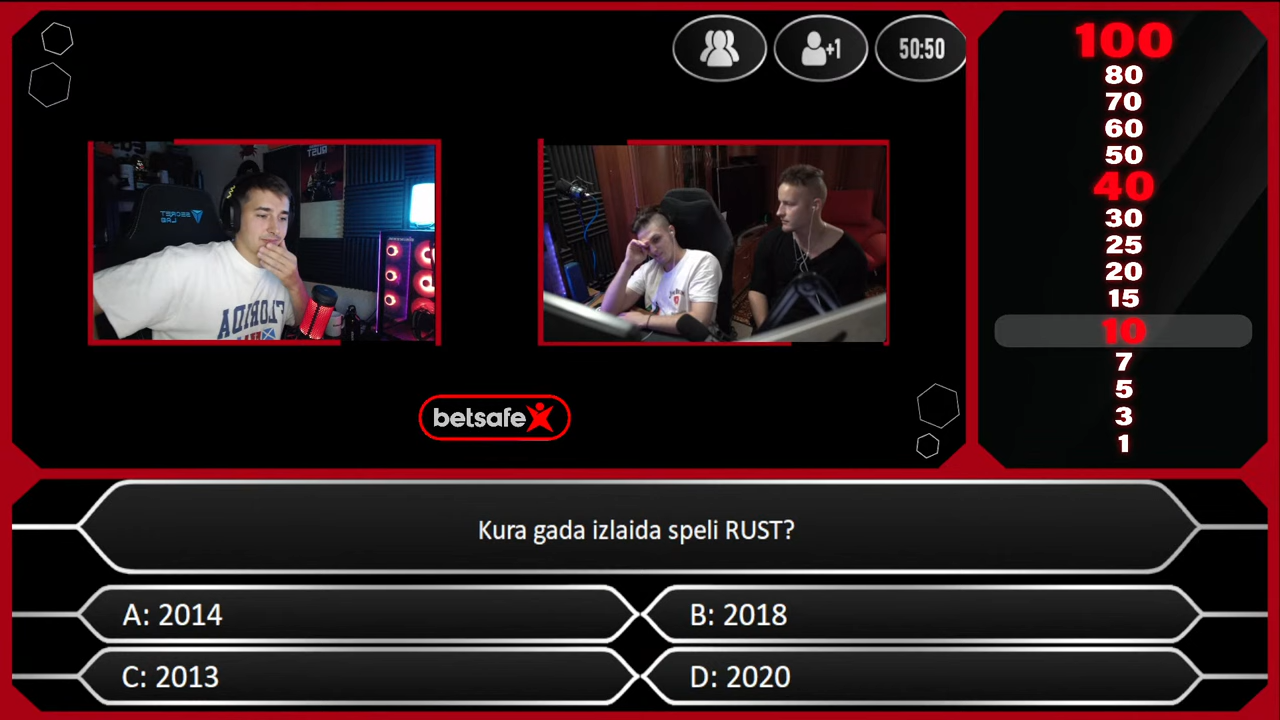 +1
50:50
100
80
70
60
50
40
30
25
20
15
10
7
5
3
1
betsafe
Kura gada izlaida speli RUST?
A: 2014
B: 2018
C: 2013
D: 2020